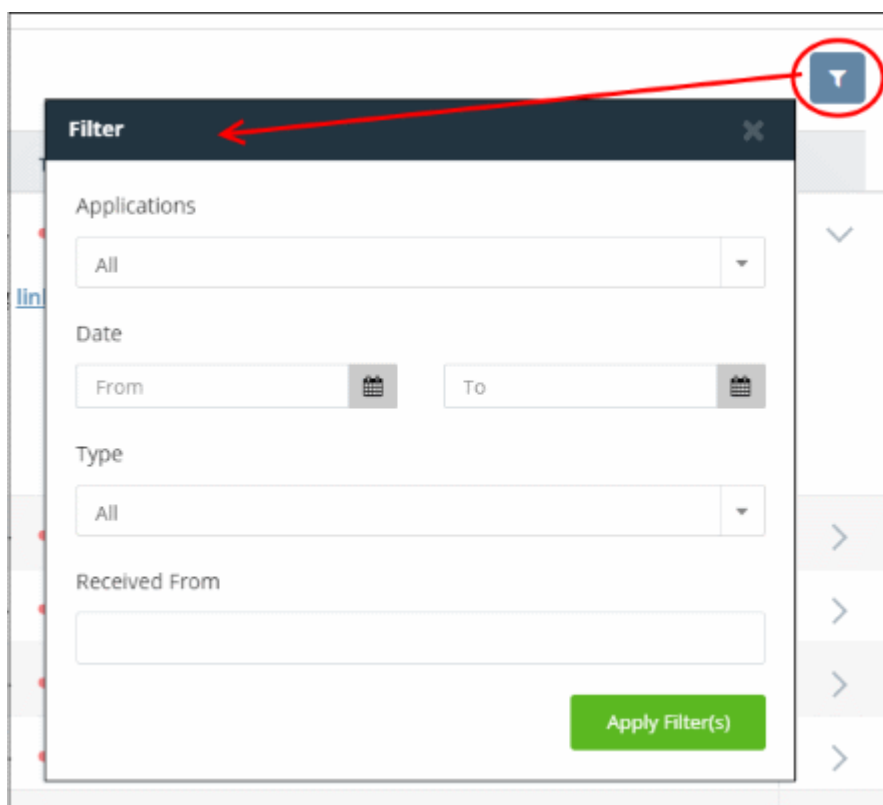 Filter
Applications
All
Date
From To
Type
All
Received From
Apply Filter(s)